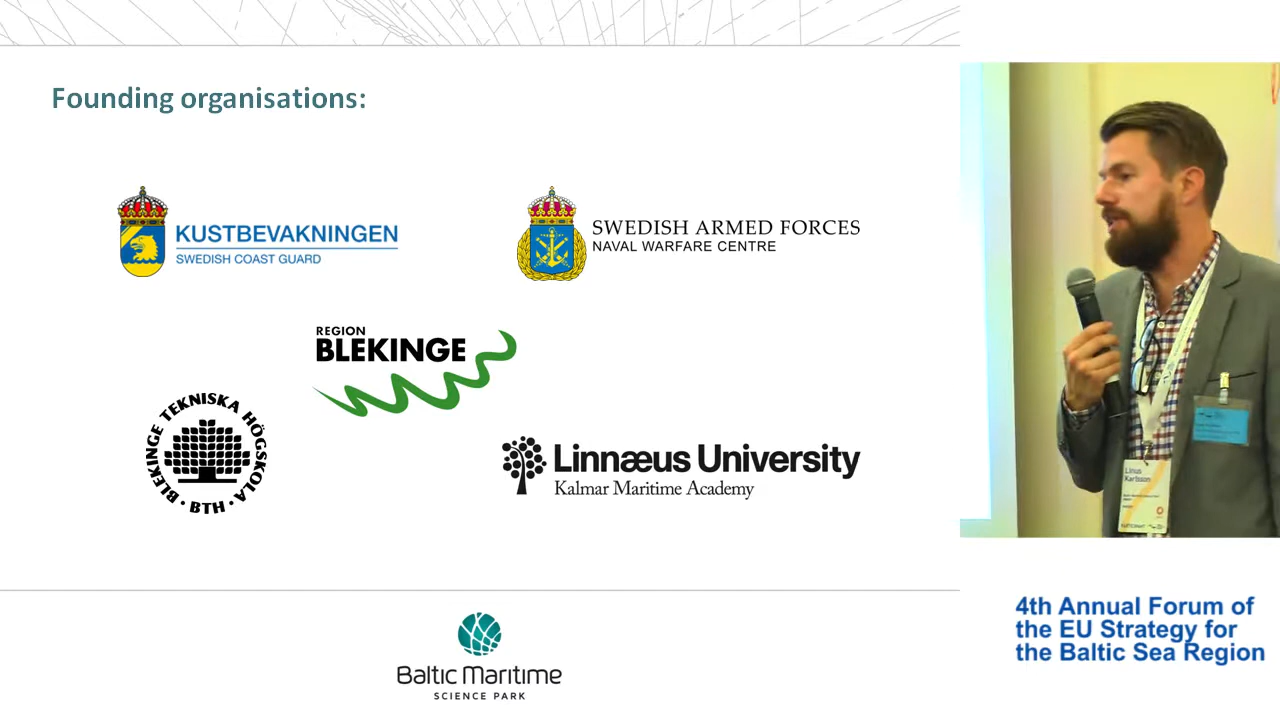 Founding organisations:
KUSTBEVAKNINGEN
SWEDISH COAST GUARD
SWEDISH ARMED FORCES
NAVAL WARFARE CENTRE
REGION
BLEKINGE
BLEKINGE TEKNISKA HÖGSKOLA
· BTH ·
Linnæus University
Kalmar Maritime Academy
Baltic Maritime
SCIENCE PARK
Linus
Karlsson
4th Annual Forum of
the EU Strategy for
the Baltic Sea Region